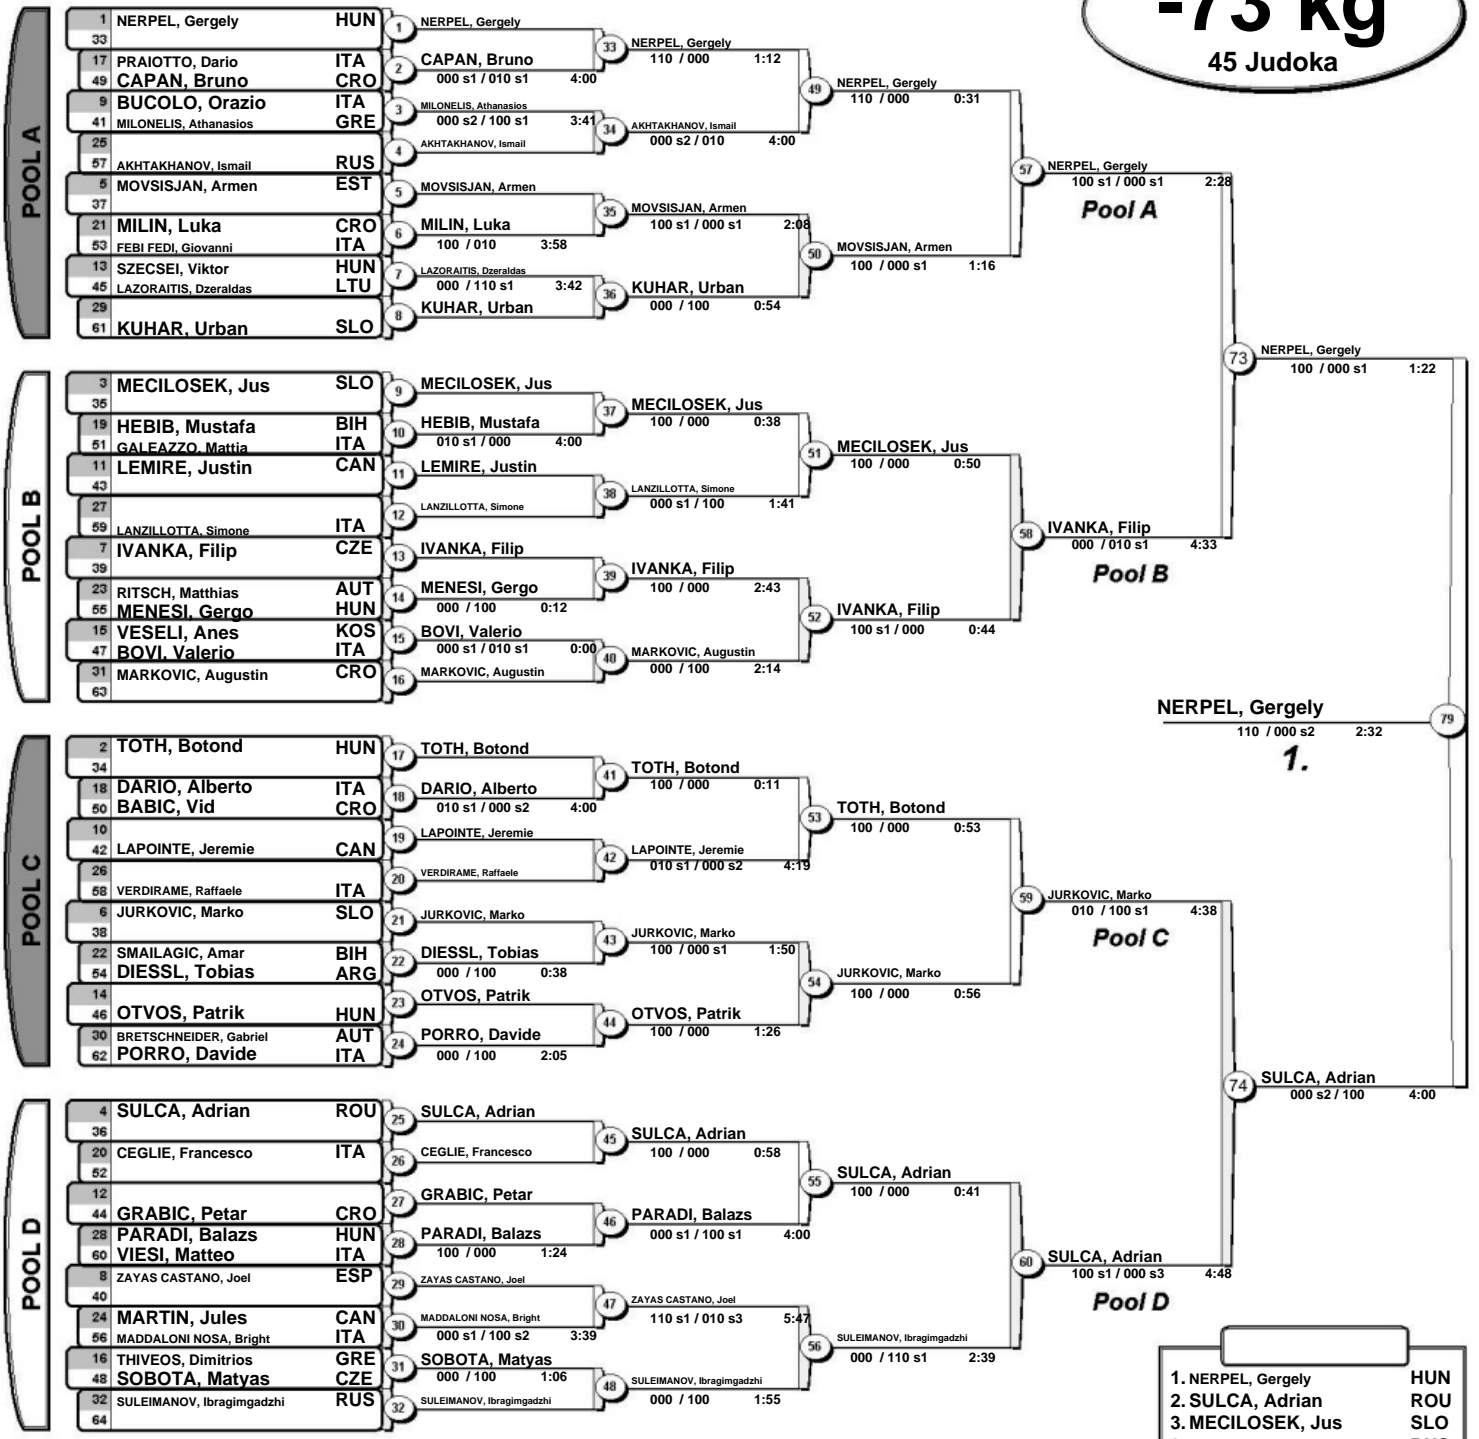 -73 kg
45 Judoka
POOL A
1 NERPEL, Gergely HUN
33
17 PRAIOTTO, Dario ITA
49 CAPAN, Bruno CRO
9 BUCOLO, Orazio ITA
41 MILONELIS, Athanasios GRE
25
57 AKHTAKHANOV, Ismail RUS
5 MOVSISJAN, Armen EST
37
21 MILIN, Luka CRO
53 FEBI FEDI, Giovanni ITA
13 SZECSEI, Viktor HUN
45 LAZORAITIS, Dzeraldas LTU
29
61 KUHAR, Urban SLO
1 NERPEL, Gergely
2 CAPAN, Bruno
000 s1 / 010 s1 4:00
3 MILONELIS, Athanasios
000 s2 / 100 s1 3:41
4 AKHTAKHANOV, Ismail
5 MOVSISJAN, Armen
6 MILIN, Luka
100 / 010 3:58
7 LAZORAITIS, Dzeraldas
000 / 110 s1 3:42
8 KUHAR, Urban
33 NERPEL, Gergely
110 / 000 1:12
34 AKHTAKHANOV, Ismail
000 s2 / 010 4:00
35 MOVSISJAN, Armen
100 s1 / 000 s1 2:08
36 KUHAR, Urban
000 / 100 0:54
49 NERPEL, Gergely
110 / 000 0:31
50 MOVSISJAN, Armen
100 / 000 s1 1:16
57 NERPEL, Gergely
100 s1 / 000 s1 2:28
Pool A
POOL B
3 MECILOSEK, Jus SLO
35
19 HEBIB, Mustafa BIH
51 GALEAZZO, Mattia ITA
11 LEMIRE, Justin CAN
43
27
59 LANZILLOTTA, Simone ITA
7 IVANKA, Filip CZE
39
23 RITSCH, Matthias AUT
55 MENESI, Gergo HUN
15 VESELI, Anes KOS
47 BOVI, Valerio ITA
31 MARKOVIC, Augustin CRO
63
9 MECILOSEK, Jus
10 HEBIB, Mustafa
010 s1 / 000 4:00
11 LEMIRE, Justin
12 LANZILLOTTA, Simone
13 IVANKA, Filip
14 MENESI, Gergo
000 / 100 0:12
15 BOVI, Valerio
000 s1 / 010 s1 0:00
16 MARKOVIC, Augustin
37 MECILOSEK, Jus
100 / 000 0:38
38 LANZILLOTTA, Simone
000 s1 / 100 1:41
39 IVANKA, Filip
100 / 000 2:43
40 MARKOVIC, Augustin
000 / 100 2:14
51 MECILOSEK, Jus
100 / 000 0:50
52 IVANKA, Filip
100 s1 / 000 0:44
58 IVANKA, Filip
000 / 010 s1 4:33
Pool B
73 NERPEL, Gergely
100 / 000 s1 1:22
NERPEL, Gergely 79
110 / 000 s2 2:32
1.
POOL C
2 TOTH, Botond HUN
34
18 DARIO, Alberto ITA
50 BABIC, Vid CRO
10
42 LAPOINTE, Jeremie CAN
26
58 VERDIRAME, Raffaele ITA
6 JURKOVIC, Marko SLO
38
22 SMAILAGIC, Amar BIH
54 DIESSL, Tobias ARG
14
46 OTVOS, Patrik HUN
30 BRETSCHNEIDER, Gabriel AUT
62 PORRO, Davide ITA
17 TOTH, Botond
18 DARIO, Alberto
010 s1 / 000 s2 4:00
19 LAPOINTE, Jeremie
20 VERDIRAME, Raffaele
21 JURKOVIC, Marko
22 DIESSL, Tobias
000 / 100 0:38
23 OTVOS, Patrik
24 PORRO, Davide
000 / 100 2:05
41 TOTH, Botond
100 / 000 0:11
42 LAPOINTE, Jeremie
010 s1 / 000 s2 4:19
43 JURKOVIC, Marko
100 / 000 s1 1:50
44 OTVOS, Patrik
100 / 000 1:26
53 TOTH, Botond
100 / 000 0:53
54 JURKOVIC, Marko
100 / 000 0:56
59 JURKOVIC, Marko
010 / 100 s1 4:38
Pool C
POOL D
4 SULCA, Adrian ROU
36
20 CEGLIE, Francesco ITA
52
12
44 GRABIC, Petar CRO
28 PARADI, Balazs HUN
60 VIESI, Matteo ITA
8 ZAYAS CASTANO, Joel ESP
40
24 MARTIN, Jules CAN
56 MADDALONI NOSA, Bright ITA
16 THIVEOS, Dimitrios GRE
48 SOBOTA, Matyas CZE
32 SULEIMANOV, Ibragimgadzhi RUS
64
25 SULCA, Adrian
26 CEGLIE, Francesco
27 GRABIC, Petar
28 PARADI, Balazs
100 / 000 1:24
29 ZAYAS CASTANO, Joel
30 MADDALONI NOSA, Bright
000 s1 / 100 s2 3:39
31 SOBOTA, Matyas
000 / 100 1:06
32 SULEIMANOV, Ibragimgadzhi
45 SULCA, Adrian
100 / 000 0:58
46 PARADI, Balazs
000 s1 / 100 s1 4:00
47 ZAYAS CASTANO, Joel
110 s1 / 010 s3 5:47
48 SULEIMANOV, Ibragimgadzhi
000 / 100 1:55
55 SULCA, Adrian
100 / 000 0:41
56 SULEIMANOV, Ibragimgadzhi
000 / 110 s1 2:39
60 SULCA, Adrian
100 s1 / 000 s3 4:48
Pool D
74 SULCA, Adrian
000 s2 / 100 4:00
1. NERPEL, Gergely HUN
2. SULCA, Adrian ROU
3. MECILOSEK, Jus SLO